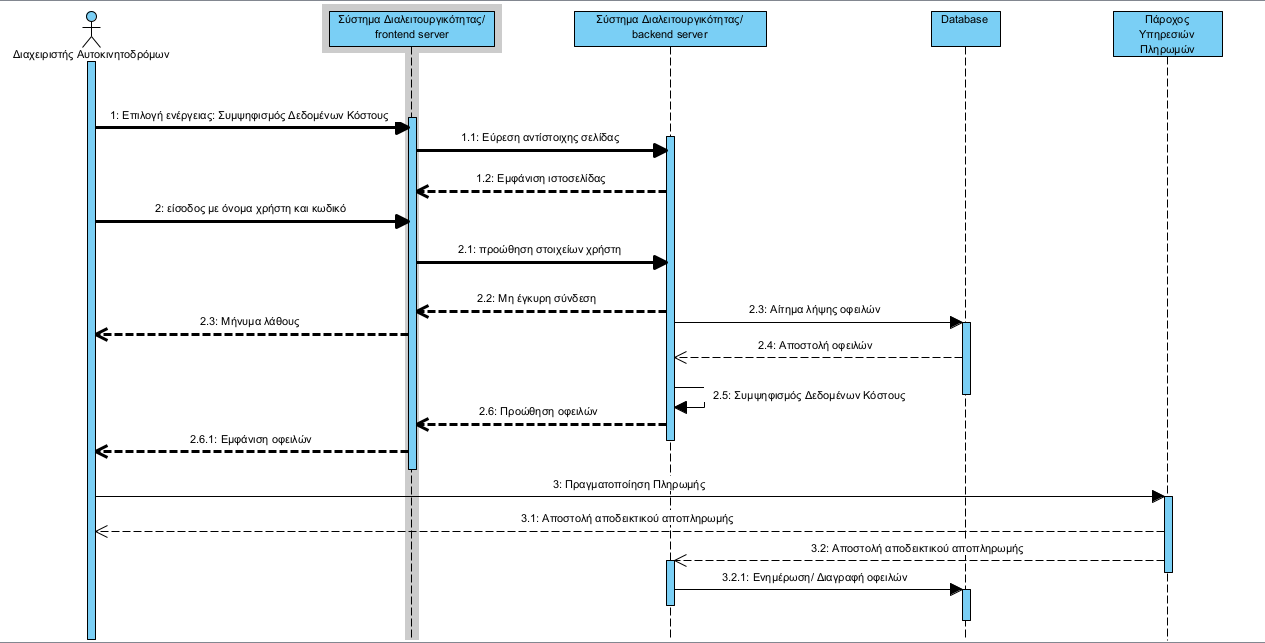 Σύστημα Διαλειτουργικότητας/
frontend server
Σύστημα Διαλειτουργικότητας/
backend server
Database
Πάροχος
Υπηρεσιών
Πληρωμών
Διαχειριστής Αυτοκινητοδρόμων
1: Επιλογή ενέργειας: Συμψηφισμός Δεδομένων Κόστους
1.1: Εύρεση αντίστοιχης σελίδας
1.2: Εμφάνιση ιστοσελίδας
2: είσοδος με όνομα χρήστη και κωδικό
2.1: προώθηση στοιχείων χρήστη
2.2: Μη έγκυρη σύνδεση
2.3: Αίτημα λήψης οφειλών
2.3: Μήνυμα λάθους
2.4: Αποστολή οφειλών
2.5: Συμψηφισμός Δεδομένων Κόστους
2.6: Προώθηση οφειλών
2.6.1: Εμφάνιση οφειλών
3: Πραγματοποίηση Πληρωμής
3.1: Αποστολή αποδεικτικού αποπληρωμής
3.2: Αποστολή αποδεικτικού αποπληρωμής
3.2.1: Ενημέρωση/ Διαγραφή οφειλών